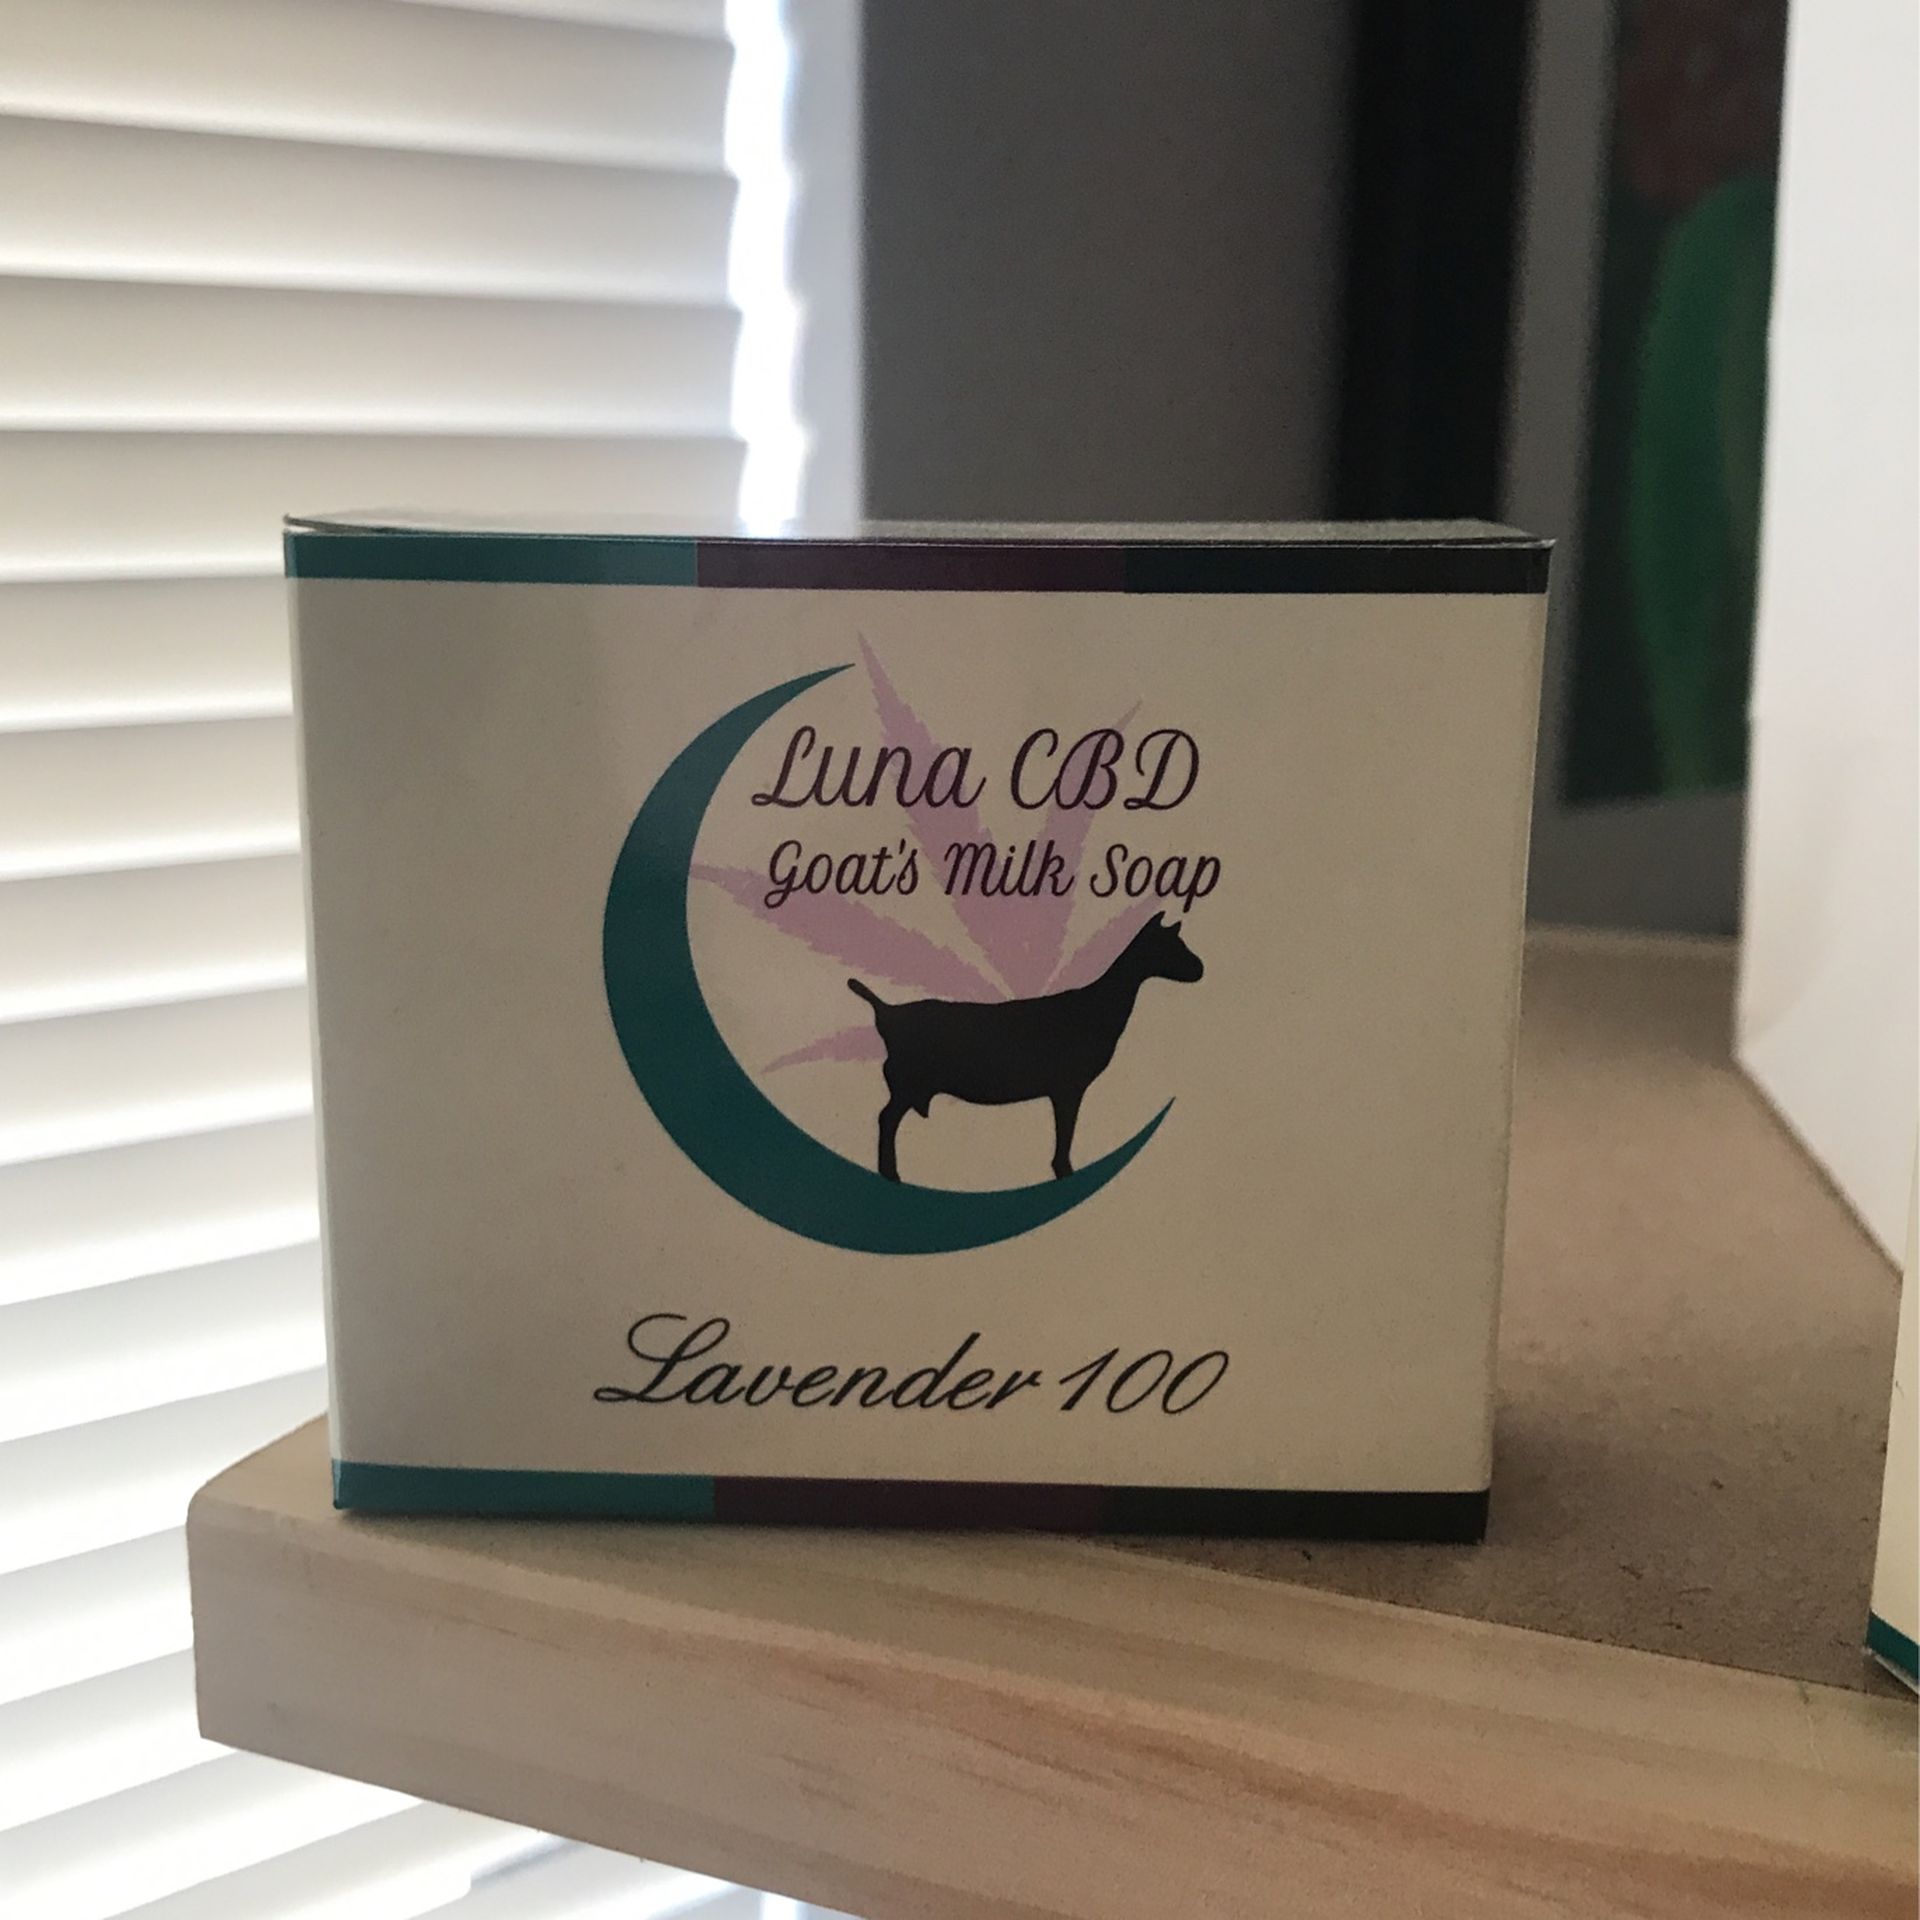 Luna CBD
Goat's Milk Soap
Lavender 100